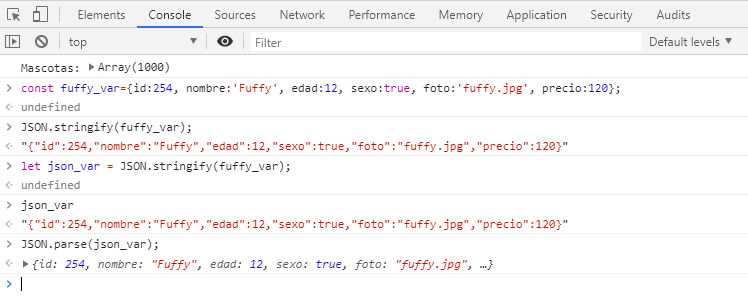 Elements Console Sources Network Performance Memory Application Security Audits
top Filter Default levels
Mascotas: Array(1000)
const fuffy_var={id:254, nombre:'Fuffy', edad:12, sexo:true, foto:'fuffy.jpg', precio:120};
undefined
JSON.stringify(fuffy_var);
"{"id":254,"nombre":"Fuffy","edad":12,"sexo":true,"foto":"fuffy.jpg","precio":120}"
let json_var = JSON.stringify(fuffy_var);
undefined
json_var
"{"id":254,"nombre":"Fuffy","edad":12,"sexo":true,"foto":"fuffy.jpg","precio":120}"
JSON.parse(json_var);
{id: 254, nombre: "Fuffy", edad: 12, sexo: true, foto: "fuffy.jpg", …}